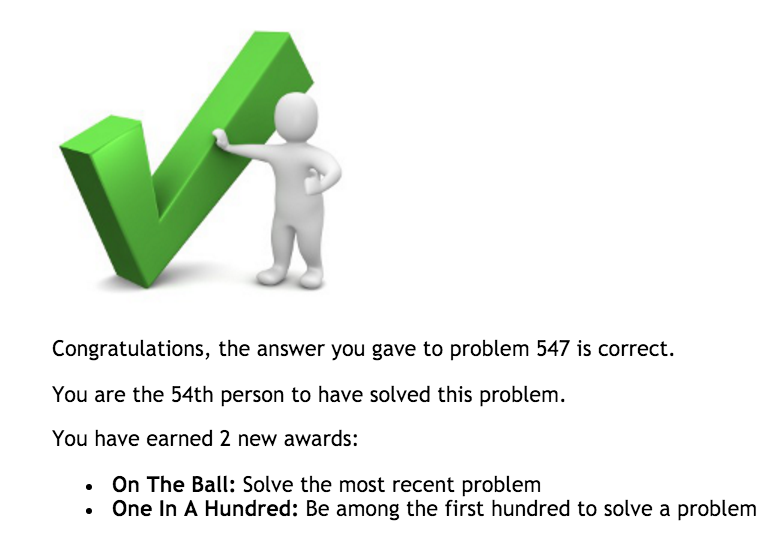 Congratulations, the answer you gave to problem 547 is correct.
You are the 54th person to have solved this problem.
You have earned 2 new awards:
• On The Ball: Solve the most recent problem
• One In A Hundred: Be among the first hundred to solve a problem